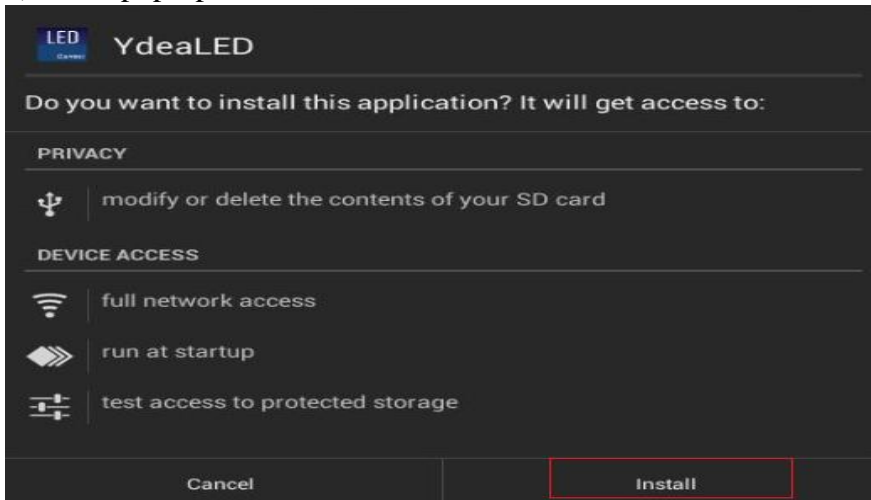 LED
YdeaLED
Do you want to install this application? It will get access to:
PRIVACY
modify or delete the contents of your SD card
DEVICE ACCESS
full network access
run at startup
test access to protected storage
Cancel
Install